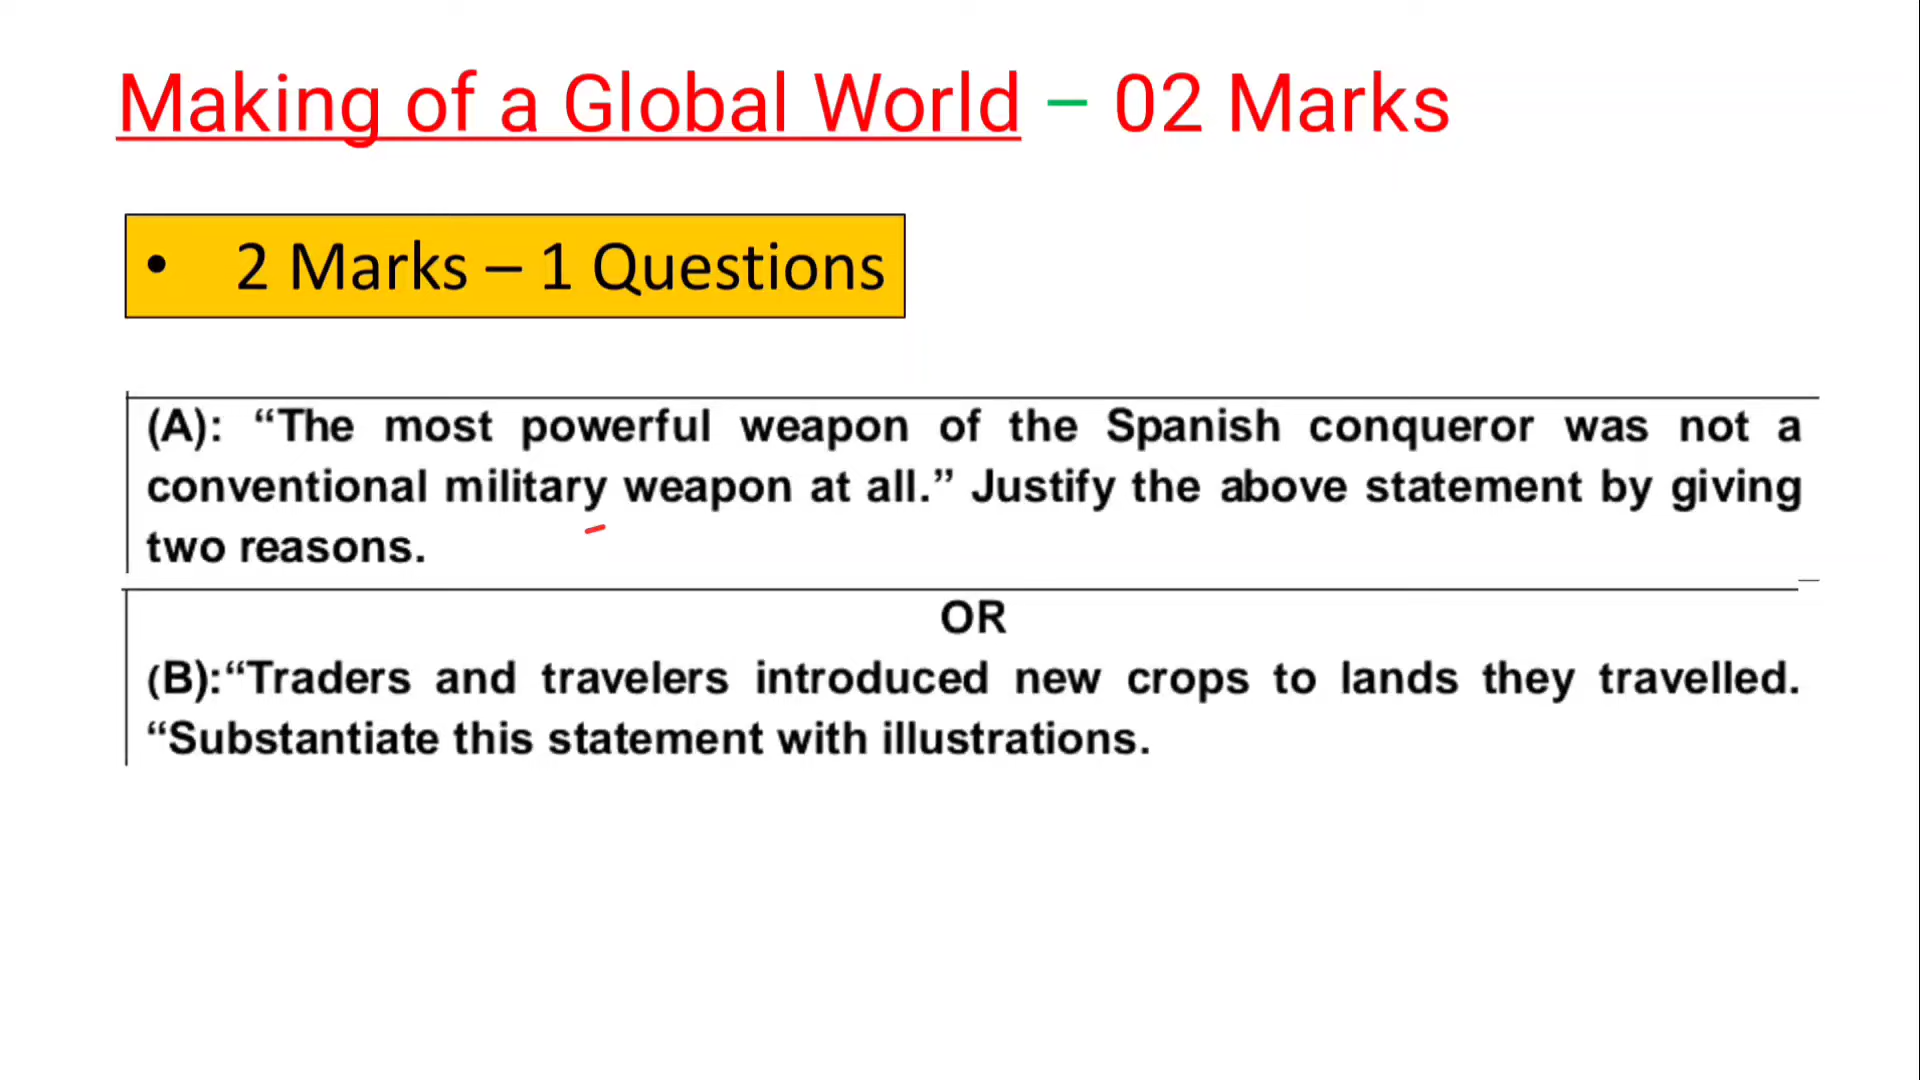 Making of a Global World – 02 Marks
• 2 Marks – 1 Questions
(A): “The most powerful weapon of the Spanish conqueror was not a
conventional military weapon at all.” Justify the above statement by giving
two reasons.
OR
(B):“Traders and travelers introduced new crops to lands they travelled.
“Substantiate this statement with illustrations.